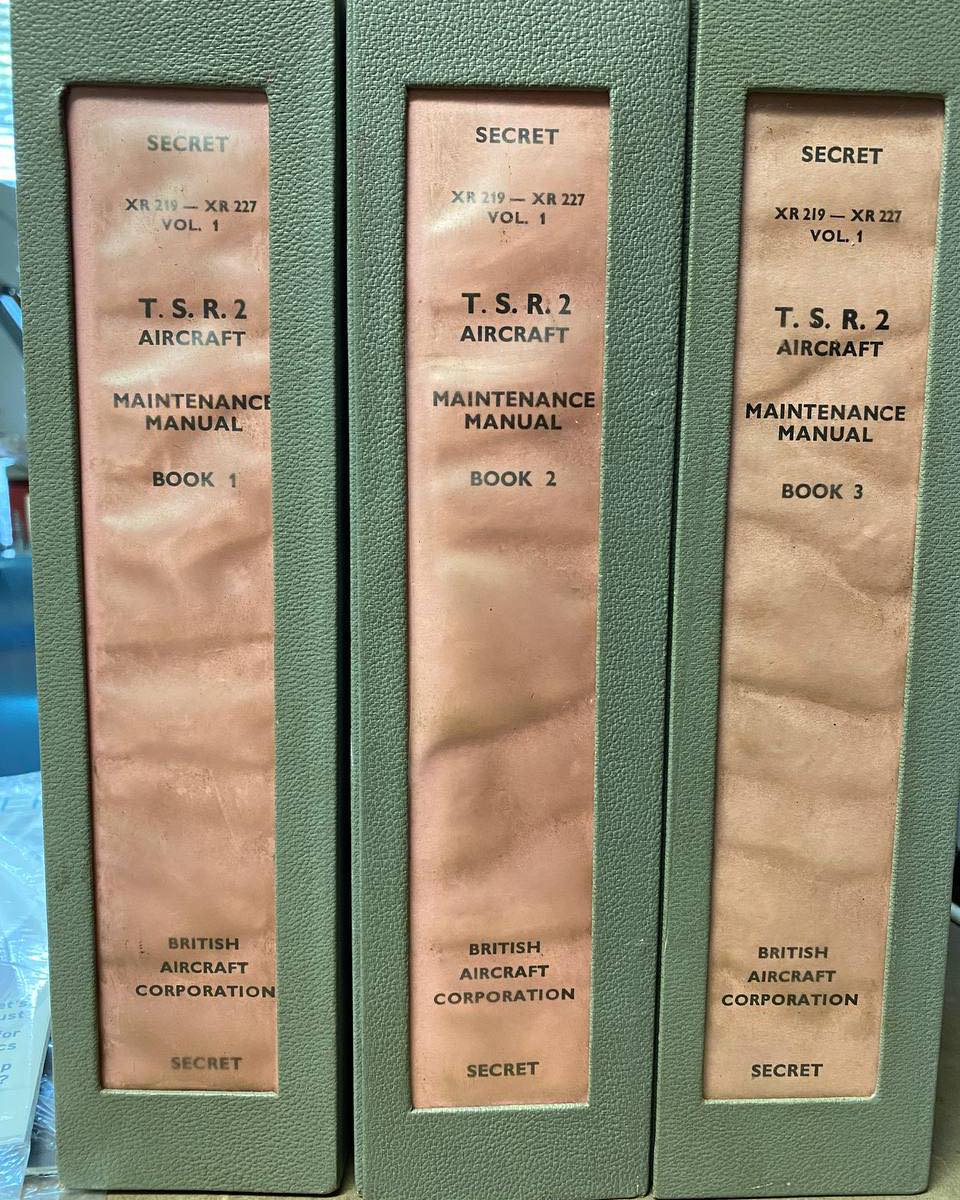 SECRET
XR 219 — XR 227
VOL. 1
T. S. R. 2
AIRCRAFT
MAINTENANCE
MANUAL
BOOK 1
BRITISH
AIRCRAFT
CORPORATION
SECRET
SECRET
XR 219 — XR 227
VOL. 1
T. S. R. 2
AIRCRAFT
MAINTENANCE
MANUAL
BOOK 2
BRITISH
AIRCRAFT
CORPORATION
SECRET
SECRET
XR 219 — XR 227
VOL. 1
T. S. R. 2
AIRCRAFT
MAINTENANCE
MANUAL
BOOK 3
BRITISH
AIRCRAFT
CORPORATION
SECRET